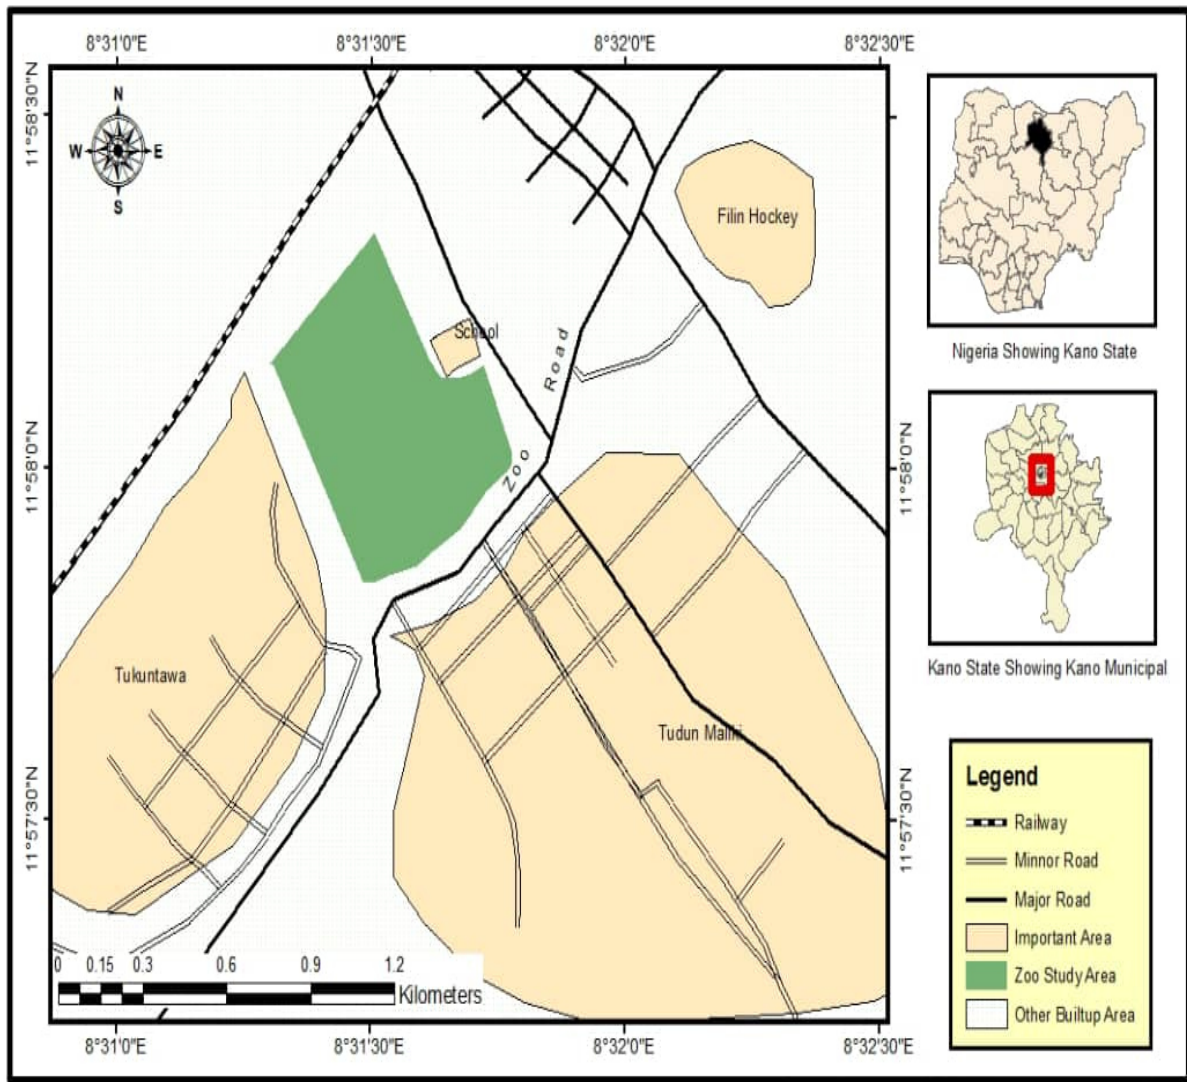 8°31'0"E 8°31'30"E 8°32'0"E 8°32'30"E
11°58'30"N
N
W E
S
Filin Hockey
School
Zoo Road
11°58'0"N
11°58'0"N
Tukuntawa
Tudun Maliki
11°57'30"N
11°57'30"N
0 0.15 0.3 0.6 0.9 1.2
Kilometers
8°31'0"E 8°31'30"E 8°32'0"E 8°32'30"E
Nigeria Showing Kano State
Kano State Showing Kano Municipal
Legend
Railway
Minnor Road
Major Road
Important Area
Zoo Study Area
Other Builtup Area